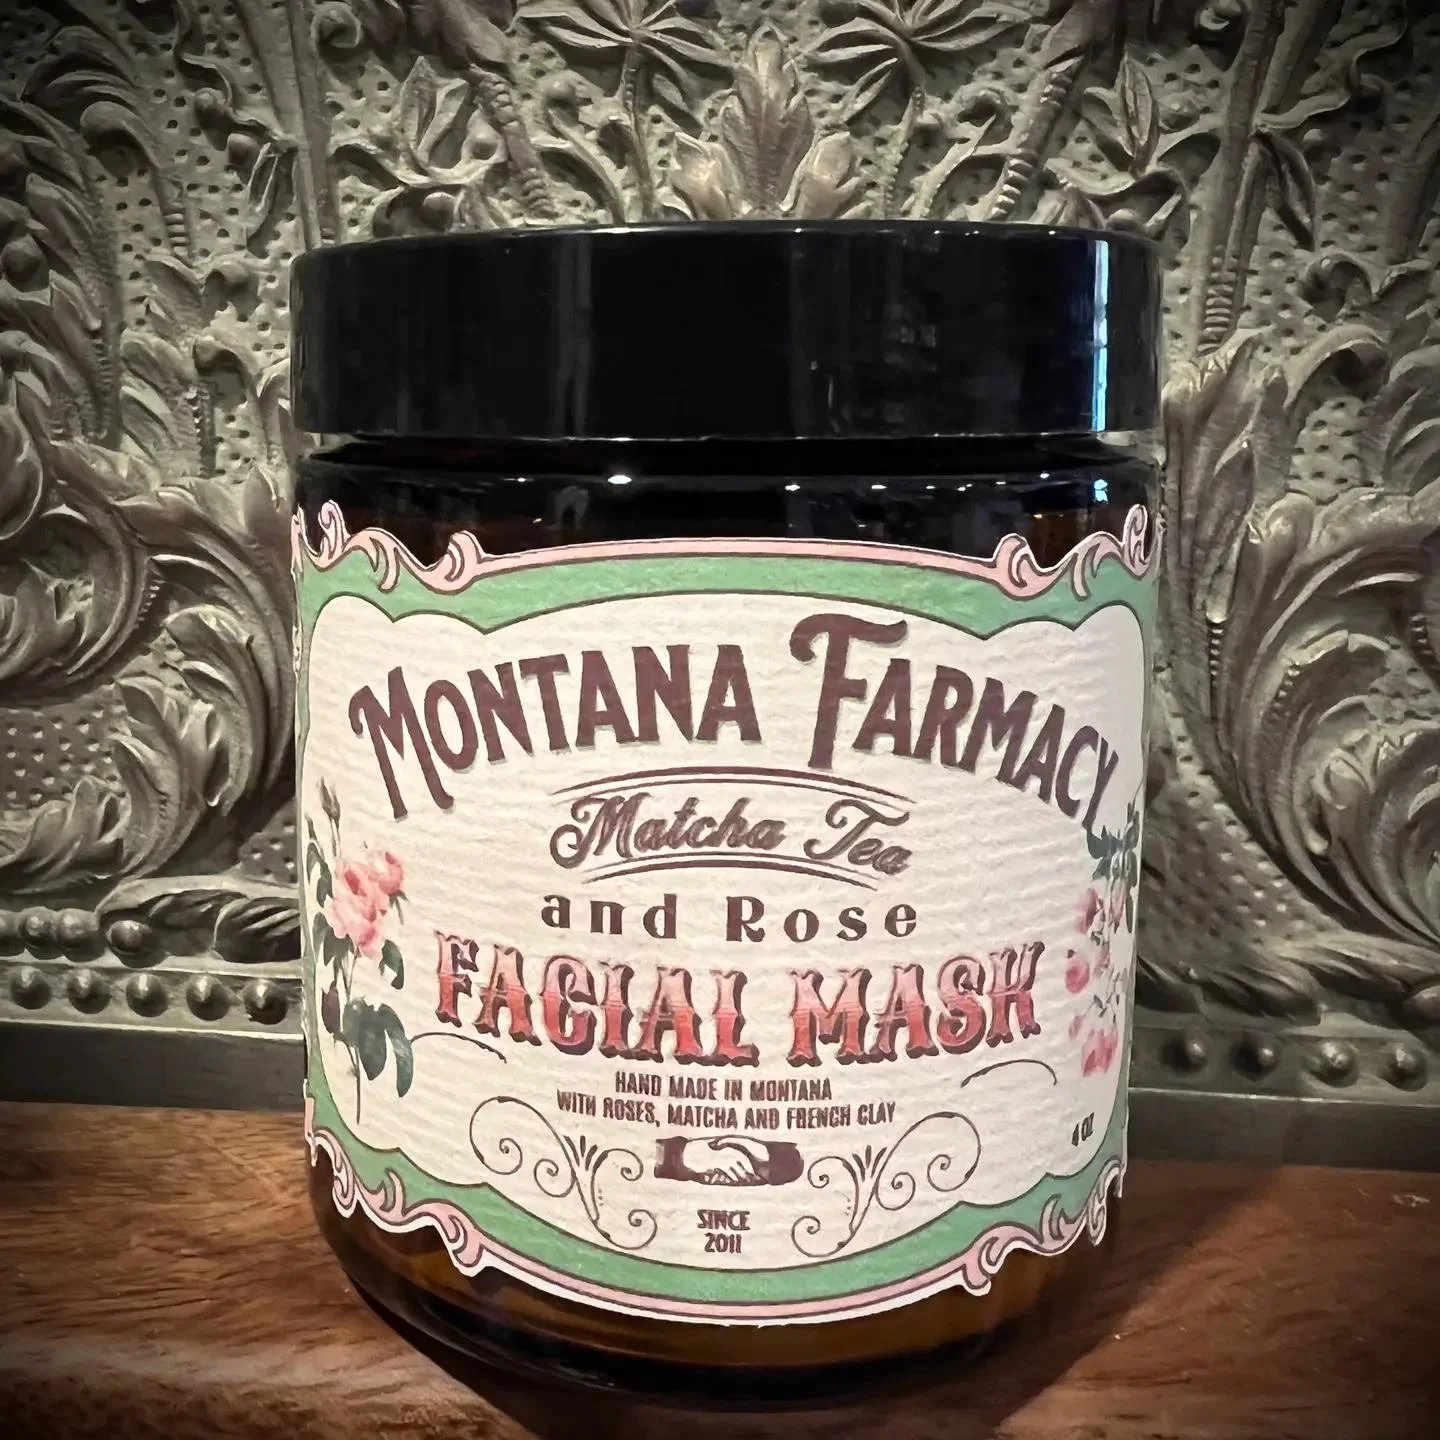 MONTANA FARMACY
Matcha Tea
and Rose
FACIAL MASK
HAND MADE IN MONTANA
WITH ROSES, MATCHA AND FRENCH CLAY
4 OZ
SINCE
2011